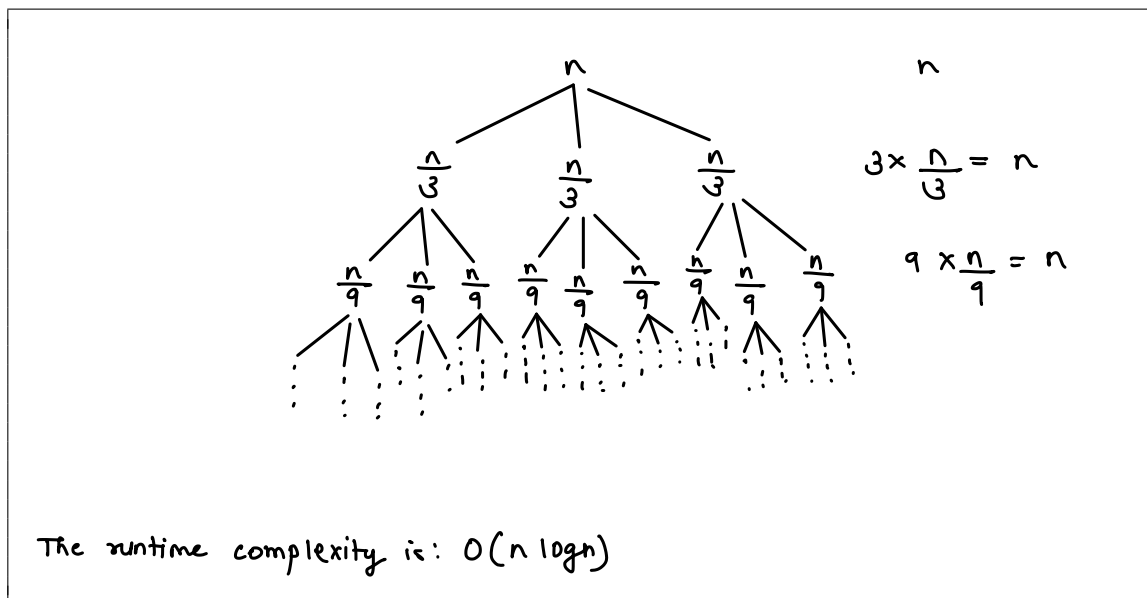 n n
n/3 n/3 n/3 3 × n/3 = n
n/9 n/9 n/9 n/9 n/9 n/9 n/9 n/9 n/9 9 × n/9 = n
The runtime complexity is: O(n logn)